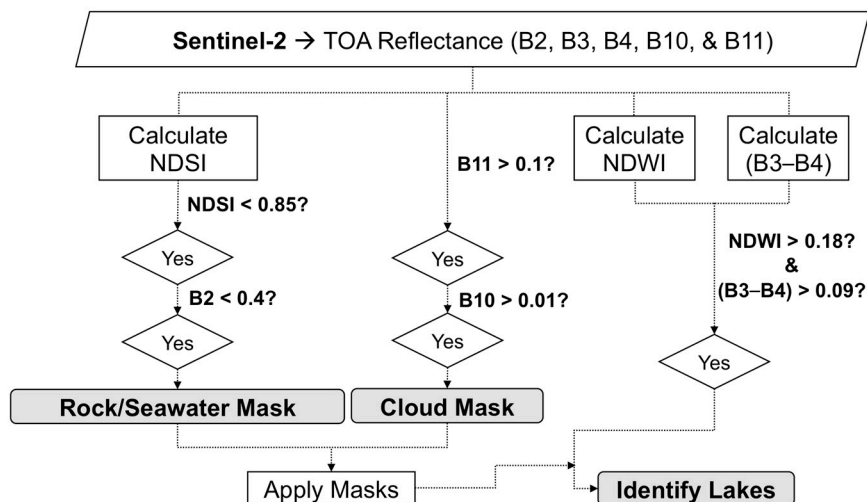 Sentinel-2 → TOA Reflectance (B2, B3, B4, B10, & B11)
Calculate
NDSI
B11 > 0.1?
Calculate
NDWI
Calculate
(B3–B4)
NDSI < 0.85?
Yes
Yes
NDWI > 0.18?
&
(B3–B4) > 0.09?
B2 < 0.4?
B10 > 0.01?
Yes
Yes
Yes
Rock/Seawater Mask
Cloud Mask
Apply Masks
Identify Lakes